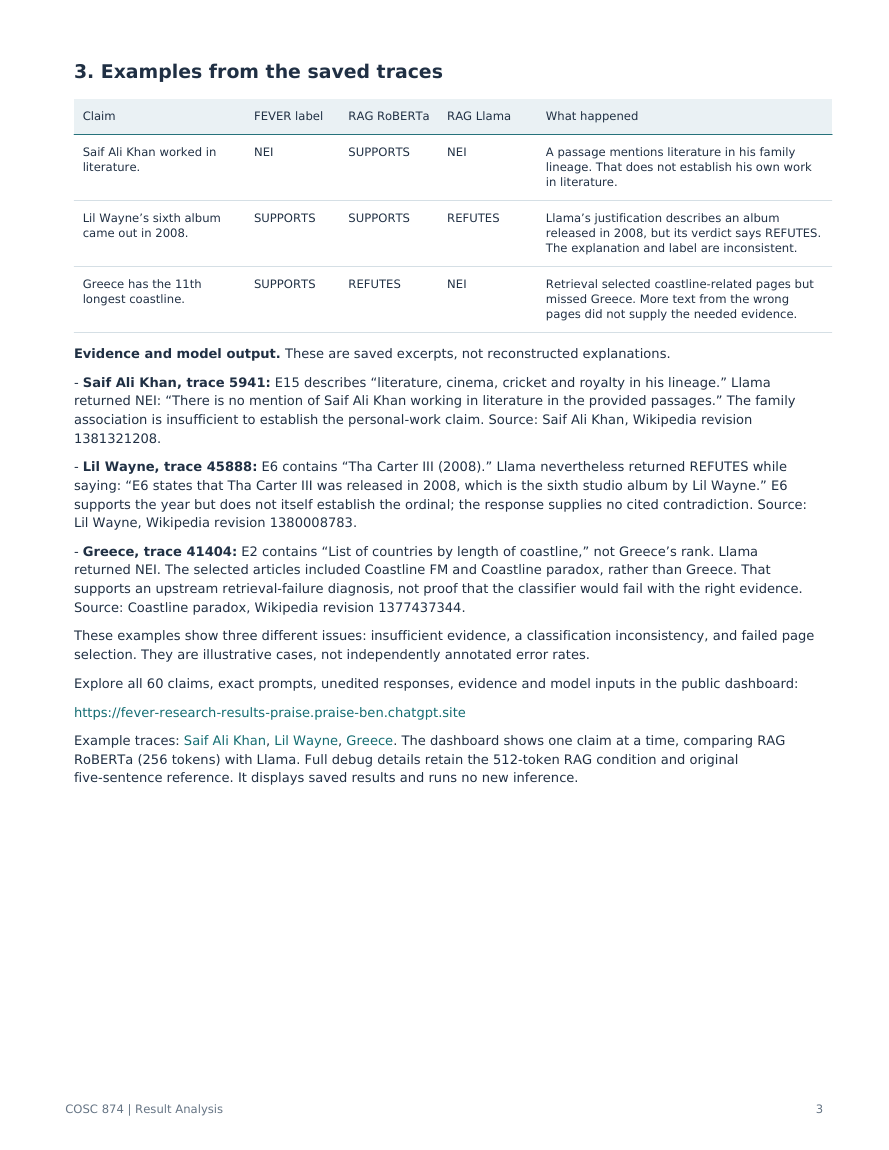 3. Examples from the saved traces
Claim FEVER label RAG RoBERTa RAG Llama What happened
Saif Ali Khan worked in literature. NEI SUPPORTS NEI A passage mentions literature in his family lineage. That does not establish his own work in literature.
Lil Wayne’s sixth album came out in 2008. SUPPORTS SUPPORTS REFUTES Llama’s justification describes an album released in 2008, but its verdict says REFUTES. The explanation and label are inconsistent.
Greece has the 11th longest coastline. SUPPORTS REFUTES NEI Retrieval selected coastline-related pages but missed Greece. More text from the wrong pages did not supply the needed evidence.
Evidence and model output. These are saved excerpts, not reconstructed explanations.
- Saif Ali Khan, trace 5941: E15 describes “literature, cinema, cricket and royalty in his lineage.” Llama
returned NEI: “There is no mention of Saif Ali Khan working in literature in the provided passages.” The family
association is insufficient to establish the personal-work claim. Source: Saif Ali Khan, Wikipedia revision
1381321208.
- Lil Wayne, trace 45888: E6 contains “Tha Carter III (2008).” Llama nevertheless returned REFUTES while
saying: “E6 states that Tha Carter III was released in 2008, which is the sixth studio album by Lil Wayne.” E6
supports the year but does not itself establish the ordinal; the response supplies no cited contradiction. Source:
Lil Wayne, Wikipedia revision 1380008783.
- Greece, trace 41404: E2 contains “List of countries by length of coastline,” not Greece’s rank. Llama
returned NEI. The selected articles included Coastline FM and Coastline paradox, rather than Greece. That
supports an upstream retrieval-failure diagnosis, not proof that the classifier would fail with the right evidence.
Source: Coastline paradox, Wikipedia revision 1377437344.
These examples show three different issues: insufficient evidence, a classification inconsistency, and failed page
selection. They are illustrative cases, not independently annotated error rates.
Explore all 60 claims, exact prompts, unedited responses, evidence and model inputs in the public dashboard:
https://fever-research-results-praise.praise-ben.chatgpt.site
Example traces: Saif Ali Khan, Lil Wayne, Greece. The dashboard shows one claim at a time, comparing RAG
RoBERTa (256 tokens) with Llama. Full debug details retain the 512-token RAG condition and original
five-sentence reference. It displays saved results and runs no new inference.
COSC 874 | Result Analysis 3